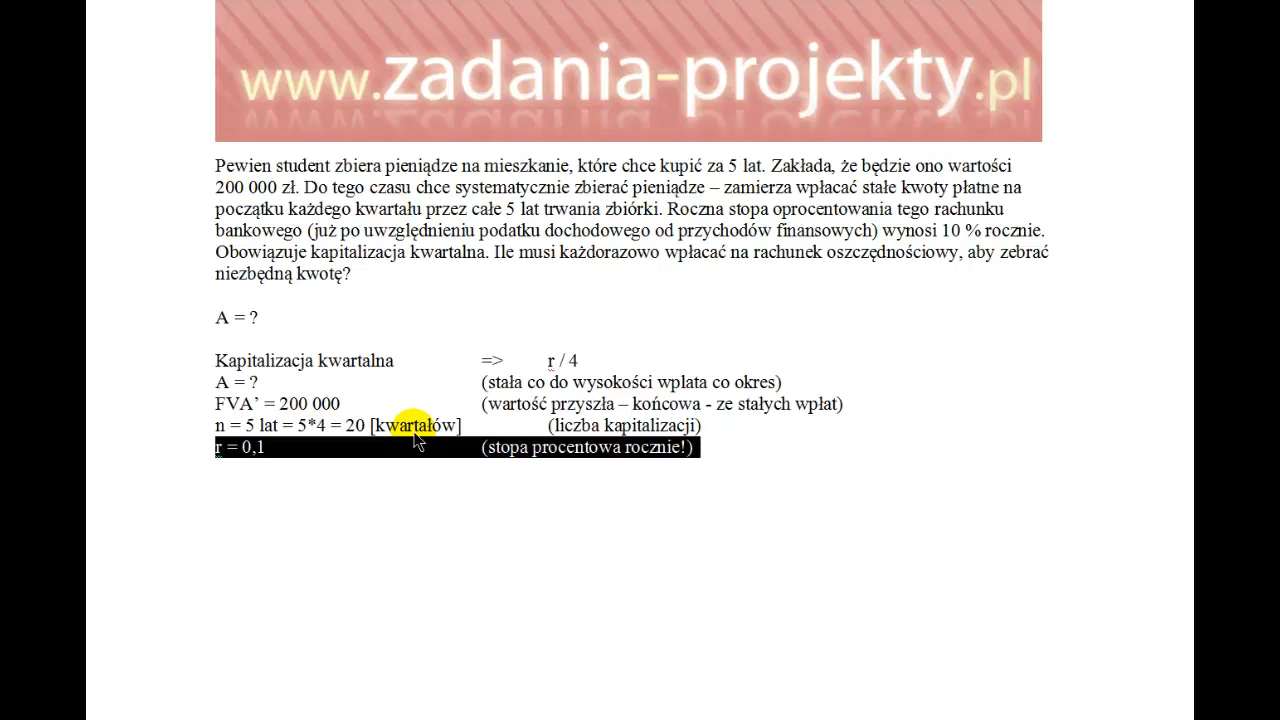 www.zadania-projekty.pl
Pewien student zbiera pieniądze na mieszkanie, które chce kupić za 5 lat. Zakłada, że będzie ono wartości
200 000 zł. Do tego czasu chce systematycznie zbierać pieniądze – zamierza wpłacać stałe kwoty płatne na
początku każdego kwartału przez całe 5 lat trwania zbiórki. Roczna stopa oprocentowania tego rachunku
bankowego (już po uwzględnieniu podatku dochodowego od przychodów finansowych) wynosi 10 % rocznie.
Obowiązuje kapitalizacja kwartalna. Ile musi każdorazowo wpłacać na rachunek oszczędnościowy, aby zebrać
niezbędną kwotę?
A = ?
Kapitalizacja kwartalna => r / 4
A = ? (stała co do wysokości wplata co okres)
FVA’ = 200 000 (wartość przyszła – końcowa - ze stałych wpłat)
n = 5 lat = 5*4 = 20 [kwartałów] (liczba kapitalizacji)
r = 0,1 (stopa procentowa rocznie!)